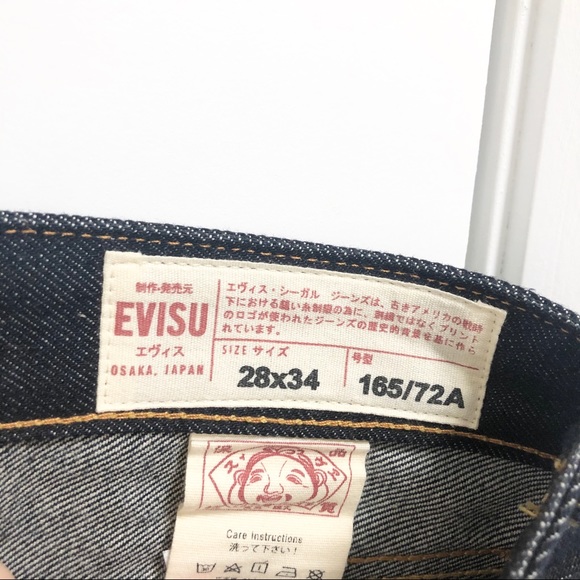 制作・発売元
EVISU
エヴィス
OSAKA, JAPAN
エヴィス・シーガル ジーンズは、古きアメリカの戦時
下における縫い糸制限の為に、刺繍ではなくプリント
のロゴが使われたジーンズの歴史的背景を基に作ら
れています。
SIZE サイズ
28x34
号型
165/72A
Care Instructions
洗って下さい!